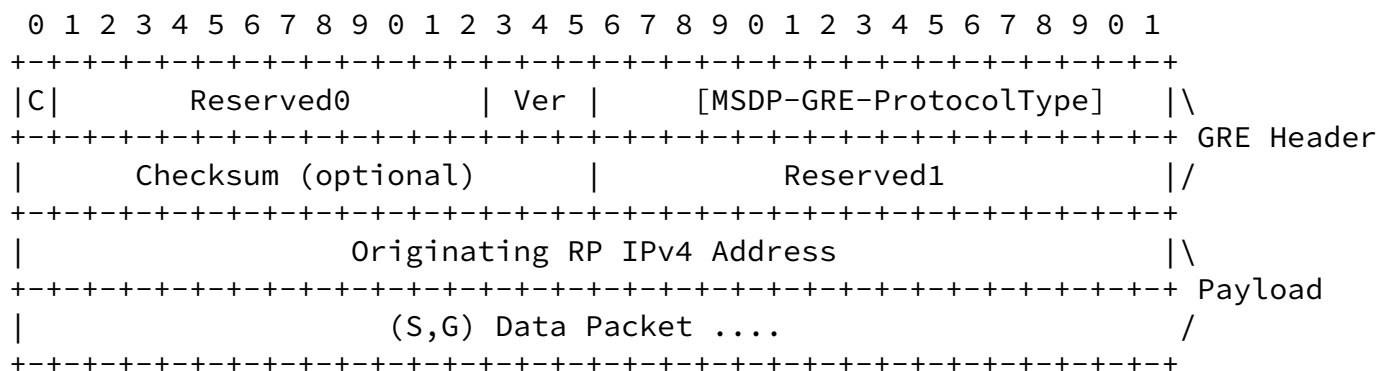 0 1 2 3 4 5 6 7 8 9 0 1 2 3 4 5 6 7 8 9 0 1 2 3 4 5 6 7 8 9 0 1
+-+-+-+-+-+-+-+-+-+-+-+-+-+-+-+-+-+-+-+-+-+-+-+-+-+-+-+-+-+-+-+-+
|C|       Reserved0       | Ver |     [MSDP-GRE-ProtocolType]   |\
+-+-+-+-+-+-+-+-+-+-+-+-+-+-+-+-+-+-+-+-+-+-+-+-+-+-+-+-+-+-+-+-+ GRE Header
|      Checksum (optional)      |          Reserved1            |/
+-+-+-+-+-+-+-+-+-+-+-+-+-+-+-+-+-+-+-+-+-+-+-+-+-+-+-+-+-+-+-+-+
|                  Originating RP IPv4 Address                  |\
+-+-+-+-+-+-+-+-+-+-+-+-+-+-+-+-+-+-+-+-+-+-+-+-+-+-+-+-+-+-+-+-+ Payload
|                    (S,G) Data Packet ....                      /
+-+-+-+-+-+-+-+-+-+-+-+-+-+-+-+-+-+-+-+-+-+-+-+-+-+-+-+-+-+-+-+-+